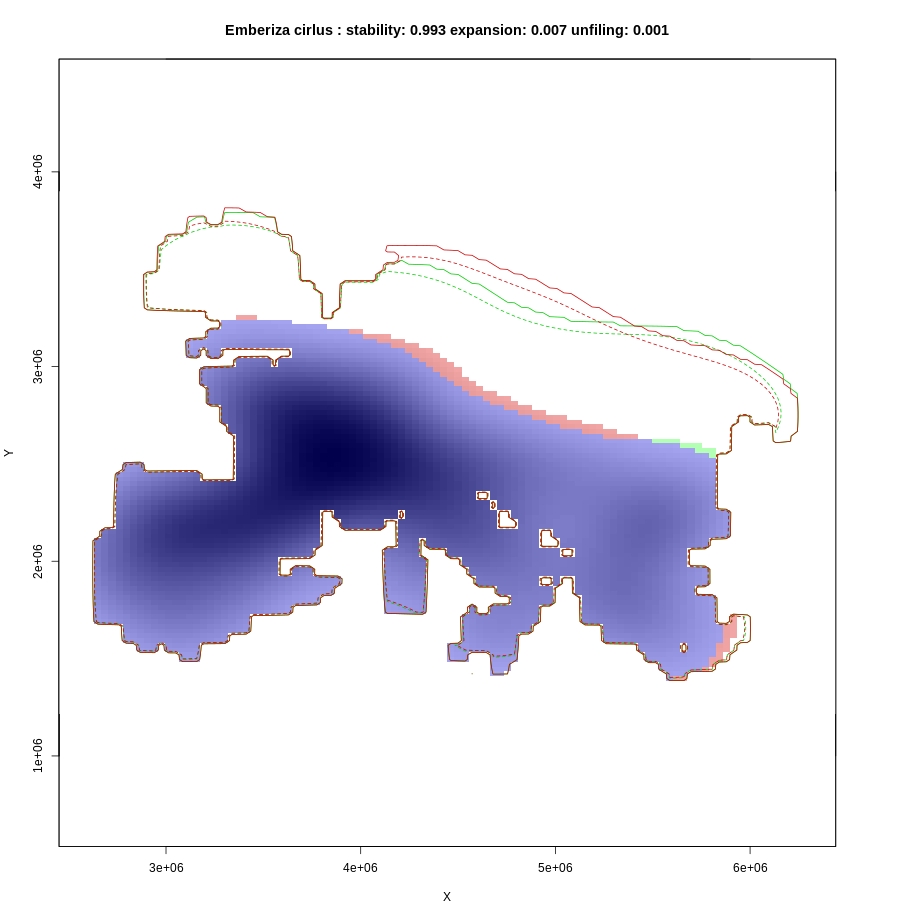 Emberiza cirlus : stability: 0.993 expansion: 0.007 unfiling: 0.001
4e+06
3e+06
Y
2e+06
1e+06
3e+06 4e+06 5e+06 6e+06
X